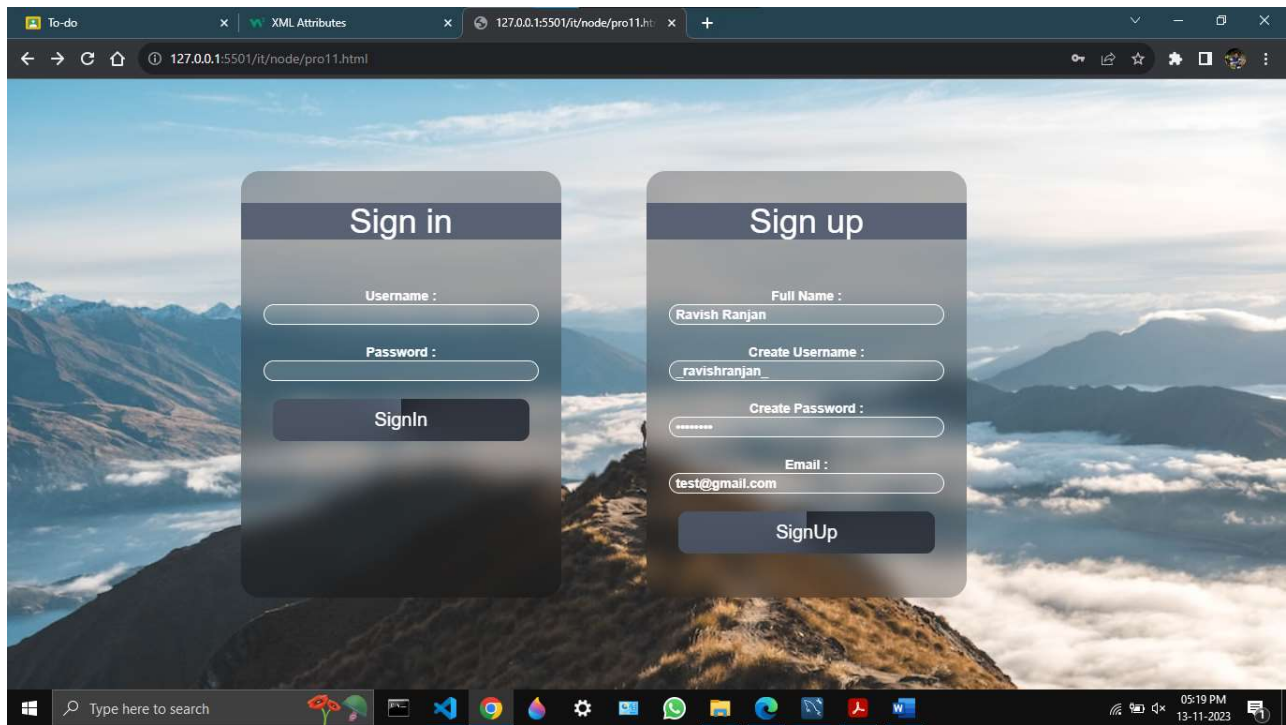 To-do
XML Attributes
127.0.0.1:5501/it/node/pro11.ht
127.0.0.1:5501/it/node/pro11.html
Sign in
Username :
Password :
SignIn
Sign up
Full Name :
Ravish Ranjan
Create Username :
_ravishranjan_
Create Password :
••••••••
Email :
test@gmail.com
SignUp
Type here to search
05:19 PM
13-11-2023
1